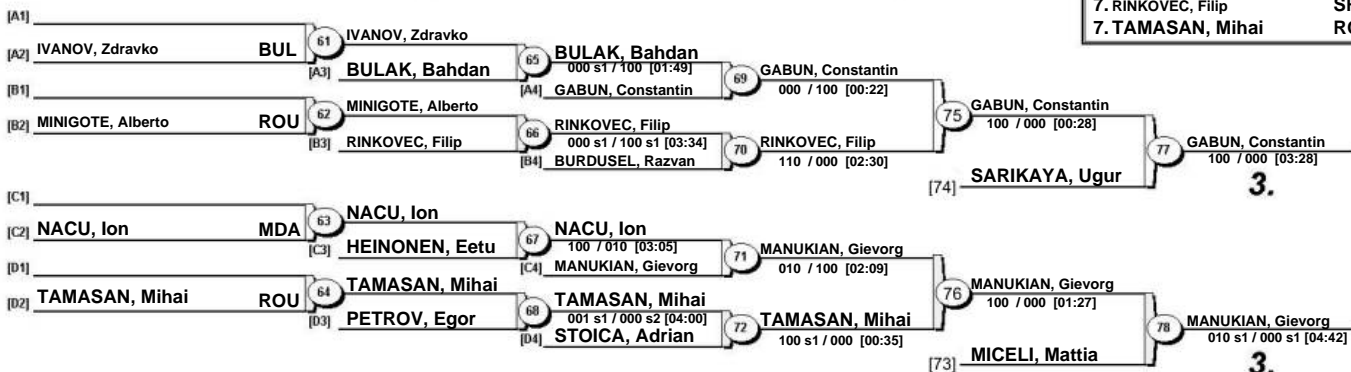 7. RINKOVEC, Filip
7. TAMASAN, Mihai
[A1]
[A2] IVANOV, Zdravko BUL
61
IVANOV, Zdravko
[A3] BULAK, Bahdan
65
BULAK, Bahdan
000 s1 / 100 [01:49]
[A4] GABUN, Constantin
69
GABUN, Constantin
000 / 100 [00:22]
[B1]
[B2] MINIGOTE, Alberto ROU
62
MINIGOTE, Alberto
[B3] RINKOVEC, Filip
66
RINKOVEC, Filip
000 s1 / 100 s1 [03:34]
[B4] BURDUSEL, Razvan
70
RINKOVEC, Filip
110 / 000 [02:30]
75
GABUN, Constantin
100 / 000 [00:28]
[74] SARIKAYA, Ugur
77
GABUN, Constantin
100 / 000 [03:28]
3.
[C1]
[C2] NACU, Ion MDA
63
NACU, Ion
[C3] HEINONEN, Eetu
67
NACU, Ion
100 / 010 [03:05]
[C4] MANUKIAN, Gievorg
71
MANUKIAN, Gievorg
010 / 100 [02:09]
[D1]
[D2] TAMASAN, Mihai ROU
64
TAMASAN, Mihai
[D3] PETROV, Egor
68
TAMASAN, Mihai
001 s1 / 000 s2 [04:00]
[D4] STOICA, Adrian
72
TAMASAN, Mihai
100 s1 / 000 [00:35]
76
MANUKIAN, Gievorg
100 / 000 [01:27]
[73] MICELI, Mattia
78
MANUKIAN, Gievorg
010 s1 / 000 s1 [04:42]
3.